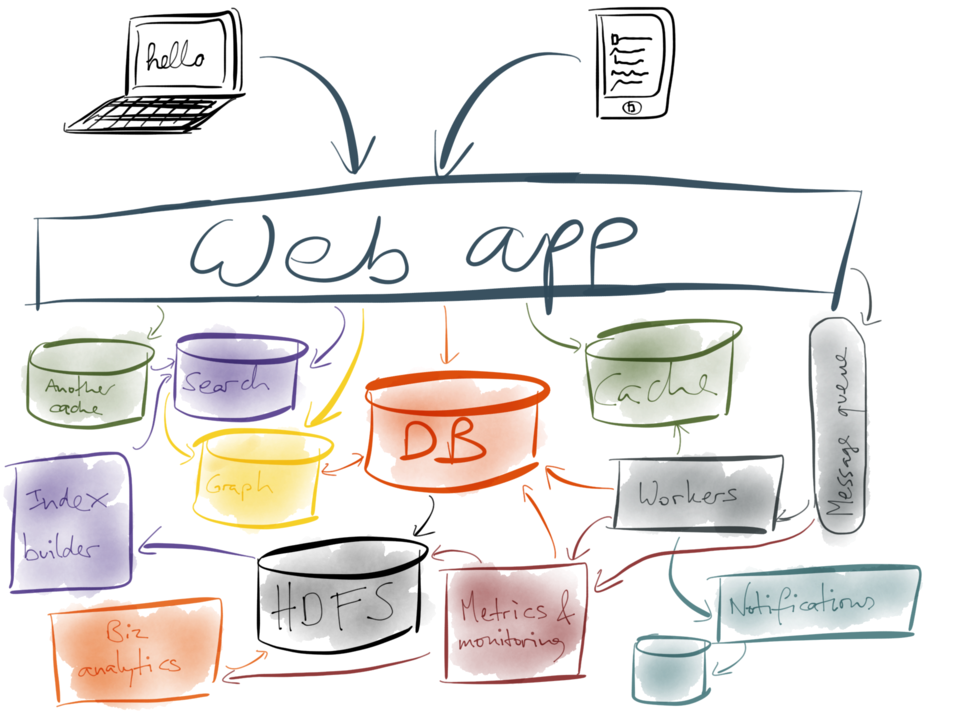 hello
Web app
Another
cache
Search
Cache
Message queue
DB
Graph
Workers
Index
builder
HDFS
Metrics &
monitoring
Notifications
Biz
analytics